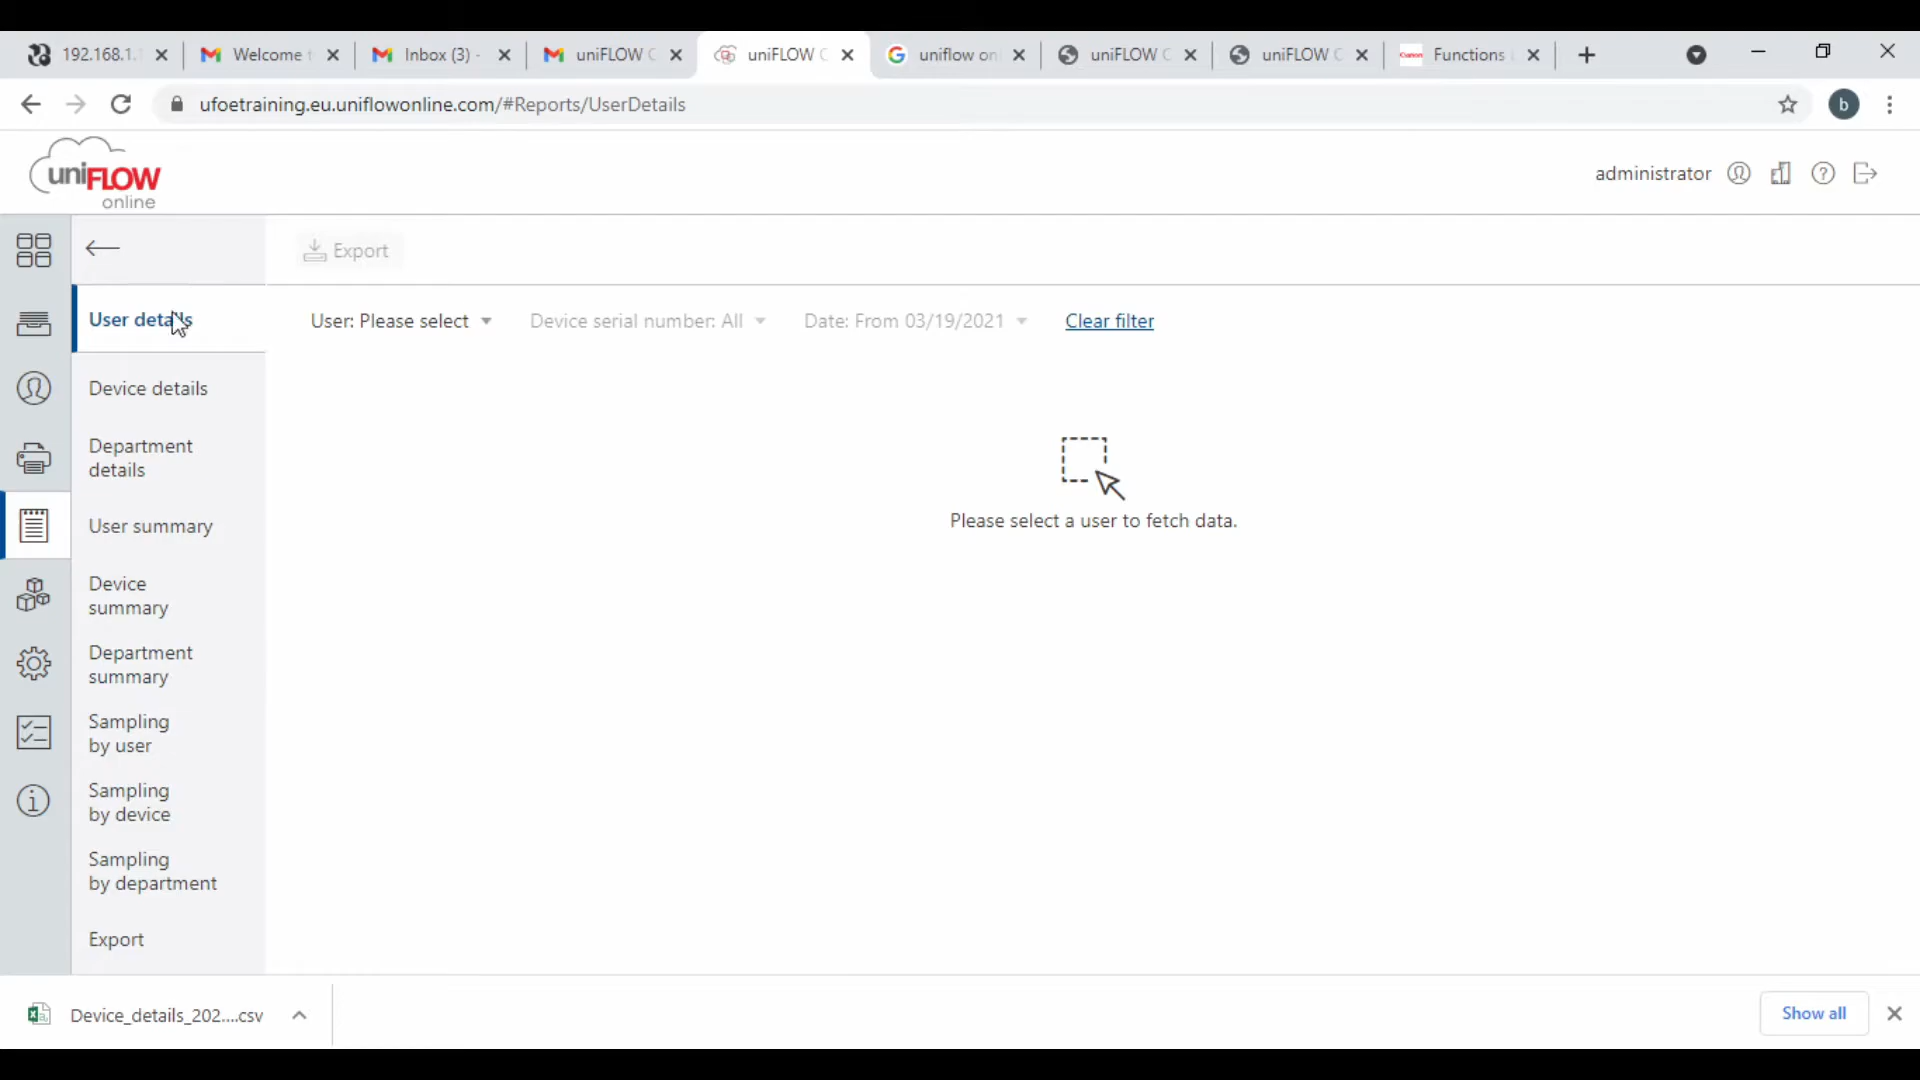 192.168.1.
Welcome t
Inbox (3) -
uniFLOW C
uniFLOW C
uniflow on
uniFLOW C
uniFLOW C
Canon
Functions
b
ufoetraining.eu.uniflowonline.com/#Reports/UserDetails
uniFLOW
online
administrator
Export
User details
User: Please select
Device serial number: All
Date: From 03/19/2021
Clear filter
Device details
Department
details
Please select a user to fetch data.
User summary
Device
summary
Department
summary
Sampling
by user
Sampling
by device
Sampling
by department
Export
Device_details_202....csv
Show all